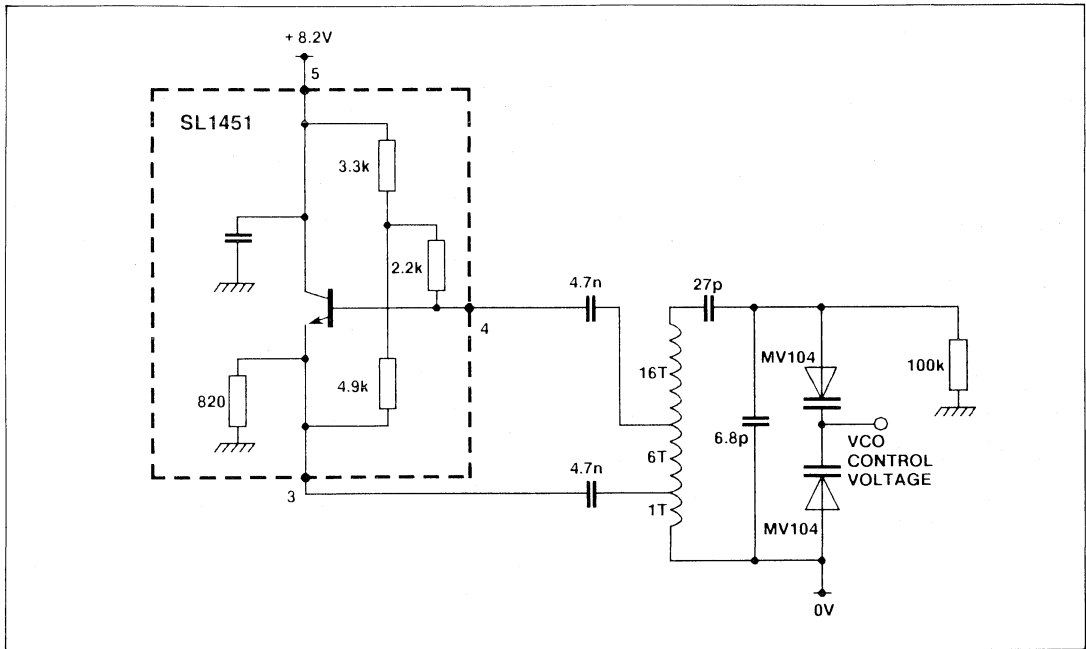 + 8.2V
5
SL1451
3.3k
2.2k
4.7n
27p
4
MV104
100k
16T
820
4.9k
6.8p
VCO
CONTROL
VOLTAGE
6T
4.7n
3
1T
MV104
0V